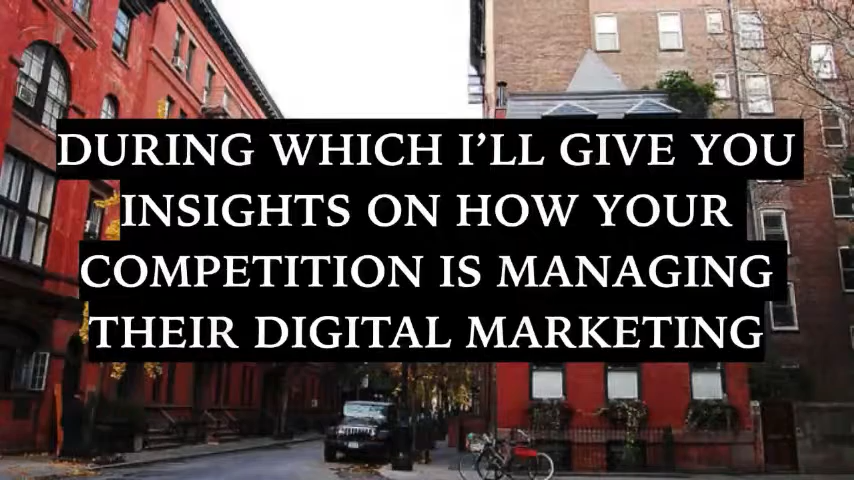 DURING WHICH I’LL GIVE YOU
INSIGHTS ON HOW YOUR
COMPETITION IS MANAGING
THEIR DIGITAL MARKETING